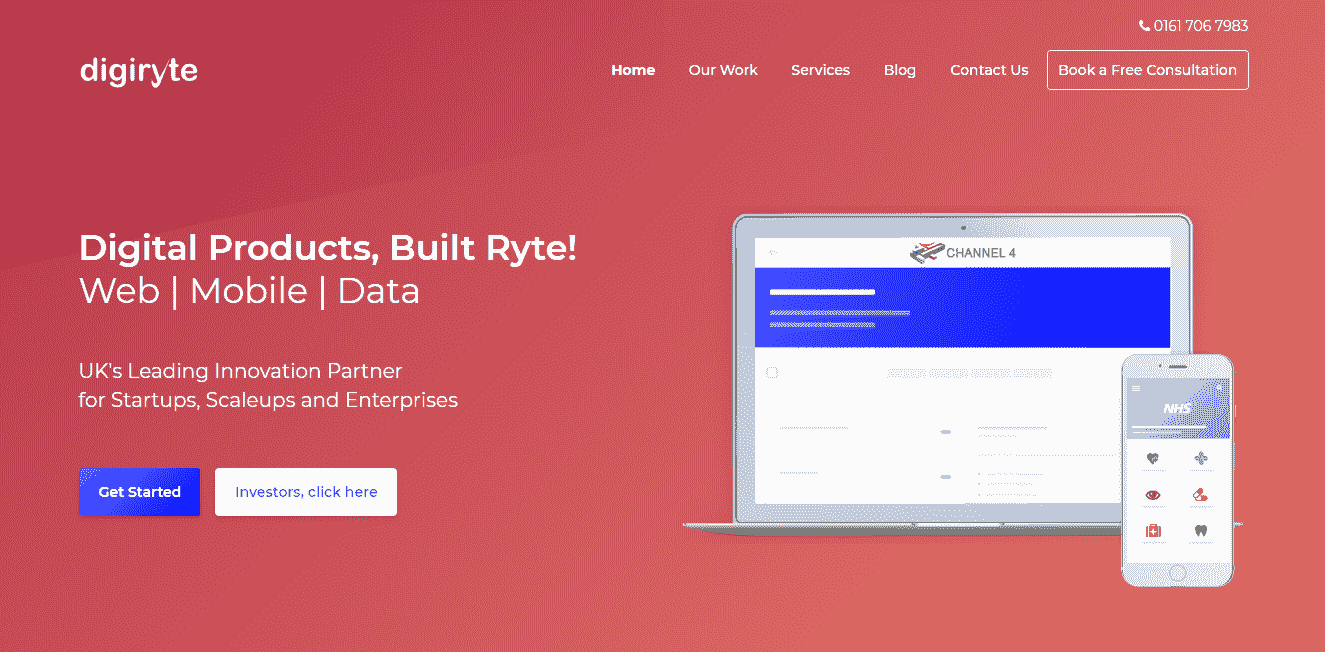 0161 706 7983
digiryte
Home Our Work Services Blog Contact Us Book a Free Consultation
Digital Products, Built Ryte!
Web | Mobile | Data
UK's Leading Innovation Partner
for Startups, Scaleups and Enterprises
Get Started Investors, click here
CHANNEL 4
NHS